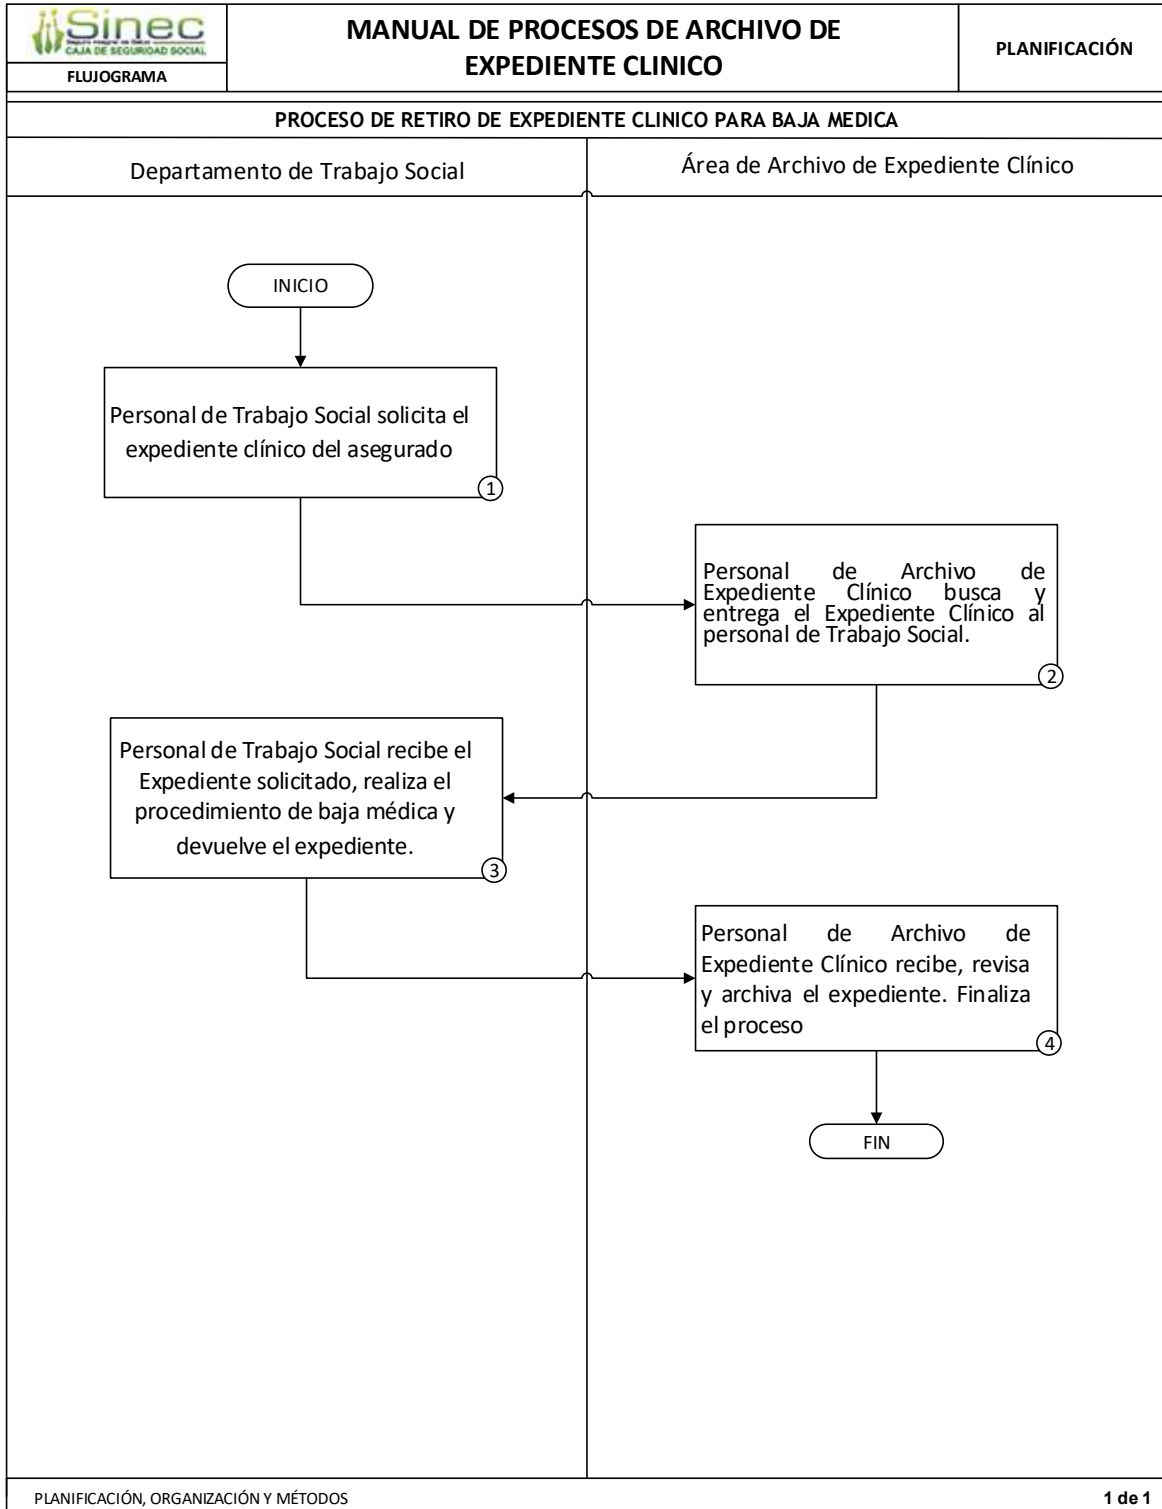 Sinec
Seguro Integral de Salud
CAJA DE SEGURIDAD SOCIAL
FLUJOGRAMA
MANUAL DE PROCESOS DE ARCHIVO DE
EXPEDIENTE CLINICO
PLANIFICACIÓN
PROCESO DE RETIRO DE EXPEDIENTE CLINICO PARA BAJA MEDICA
Departamento de Trabajo Social
Área de Archivo de Expediente Clínico
INICIO
Personal de Trabajo Social solicita el
expediente clínico del asegurado
1
Personal de Archivo de
Expediente Clínico busca y
entrega el Expediente Clínico al
personal de Trabajo Social.
2
Personal de Trabajo Social recibe el
Expediente solicitado, realiza el
procedimiento de baja médica y
devuelve el expediente.
3
Personal de Archivo de
Expediente Clínico recibe, revisa
y archiva el expediente. Finaliza
el proceso
4
FIN
PLANIFICACIÓN, ORGANIZACIÓN Y MÉTODOS
1 de 1